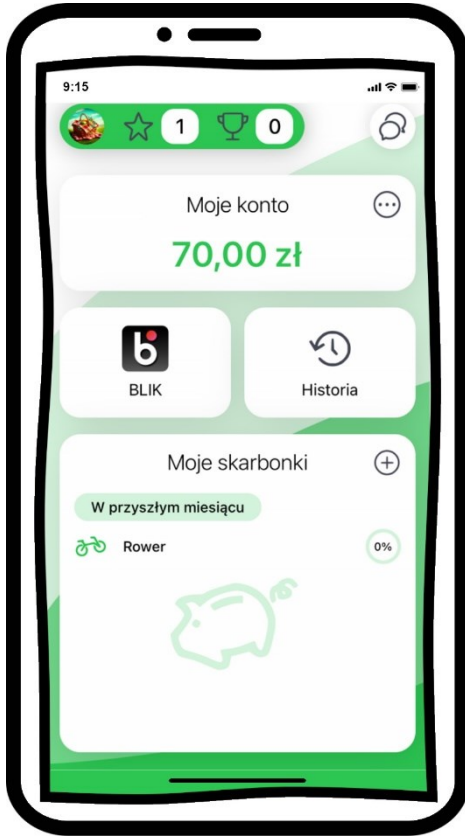 9:15
1 0
Moje konto
70,00 zł
b
BLIK Historia
Moje skarbonki
W przyszłym miesiącu
Rower 0%